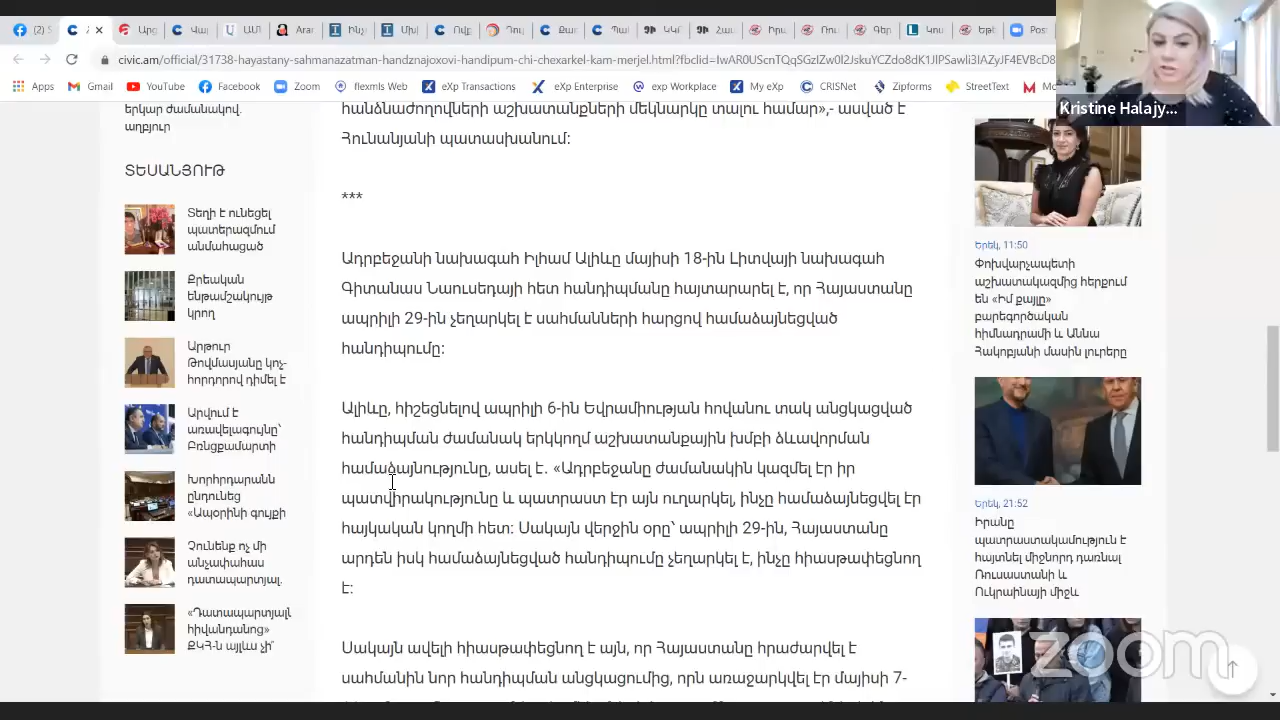 civic.am/official/31738-hayastany-sahmanazatman-handznajoxovi-handipum-chi-chexarkel-kam-merjel.html
Apps
Gmail
YouTube
Facebook
Zoom
flexmls Web
eXp Transactions
eXp Enterprise
exp Workplace
My eXp
CRISNet
Zipforms
StreetText
Kristine Halajy...
երկար ժամանակով.
աղբյուր
ՏԵՍԱՆՅՈՒԹ
Տեղի է ունեցել
պատերազմում
անմահացած
Քրեական
ենթամշակույթ
կրող
Արթուր
Թովմասյանը կոչ-
հորդորով դիմել է
Արվում է
առավելագույնը՝
Բռնցքամարտի
Խորհրդարանն
ընդունեց
«Ապօրինի գույքի
Չունենք ոչ մի
անչափահաս
դատապարտյալ.
«Դատապարտյալն
հիվանդանոց»
ՔԿՀ-ն այլևս չի՞
հանձնաժողովների աշխատանքների մեկնարկը տալու համար»,- ասված է
Հունանյանի պատասխանում:
***
Ադրբեջանի նախագահ Իլհամ Ալիևը մայիսի 18-ին Լիտվայի նախագահ
Գիտանաս Նաուսեդայի հետ հանդիպմանը հայտարարել է, որ Հայաստանը
ապրիլի 29-ին չեղարկել է սահմանների հարցով համաձայնեցված
հանդիպումը:
Ալիևը, հիշեցնելով ապրիլի 6-ին Եվրամիության հովանու տակ անցկացված
հանդիպման ժամանակ երկկողմ աշխատանքային խմբի ձևավորման
համաձայնությունը, ասել է. «Ադրբեջանը ժամանակին կազմել էր իր
պատվիրակությունը և պատրաստ էր այն ուղարկել, ինչը համաձայնեցվել էր
հայկական կողմի հետ: Սակայն վերջին օրը՝ ապրիլի 29-ին, Հայաստանը
արդեն իսկ համաձայնեցված հանդիպումը չեղարկել է, ինչը հիասթափեցնող
է:
Սակայն ավելի հիասթափեցնող է այն, որ Հայաստանը հրաժարվել է
սահմանին նոր հանդիպման անցկացումից, որն առաջարկվել էր մայիսի 7-
Երեկ, 11:50
Փոխվարչապետի
աշխատակազմից հերքում
են «Իմ քայլը»
բարեգործական
հիմնադրամի և Աննա
Հակոբյանի մասին լուրերը
Երեկ, 21:52
Իրանը
պատրաստակամություն է
հայտնել միջնորդ դառնալ
Ռուսաստանի և
Ուկրաինայի միջև
zoom